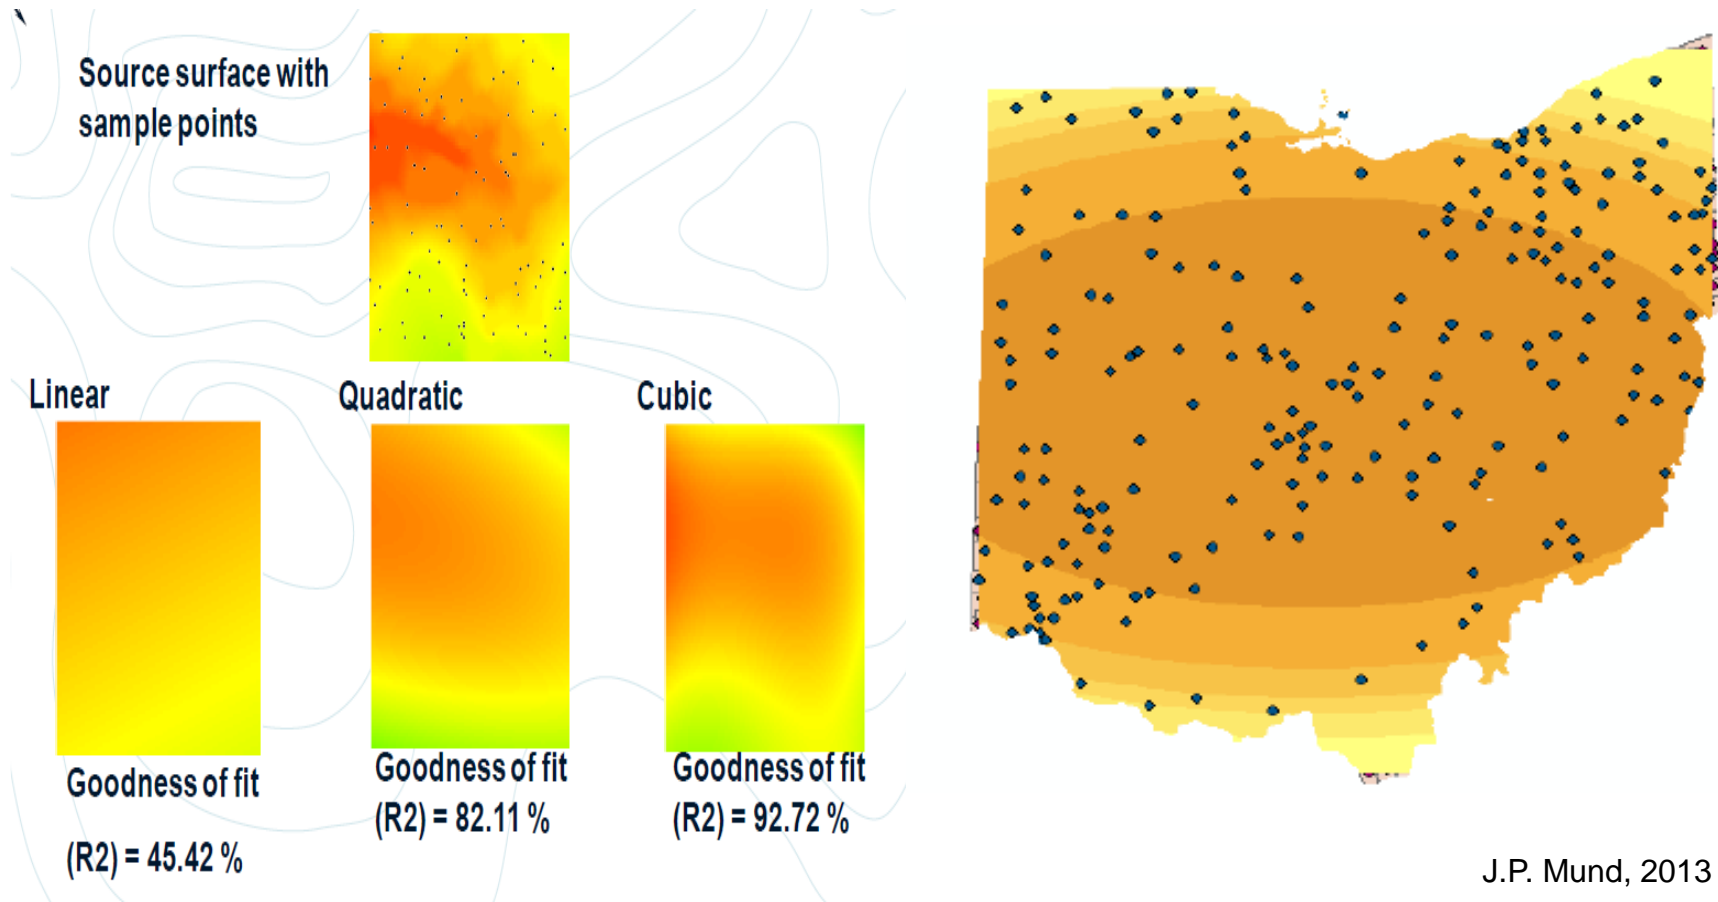 Source surface with
sample points
Linear
Quadratic
Cubic
Goodness of fit
(R2) = 45.42 %
Goodness of fit
(R2) = 82.11 %
Goodness of fit
(R2) = 92.72 %
J.P. Mund, 2013